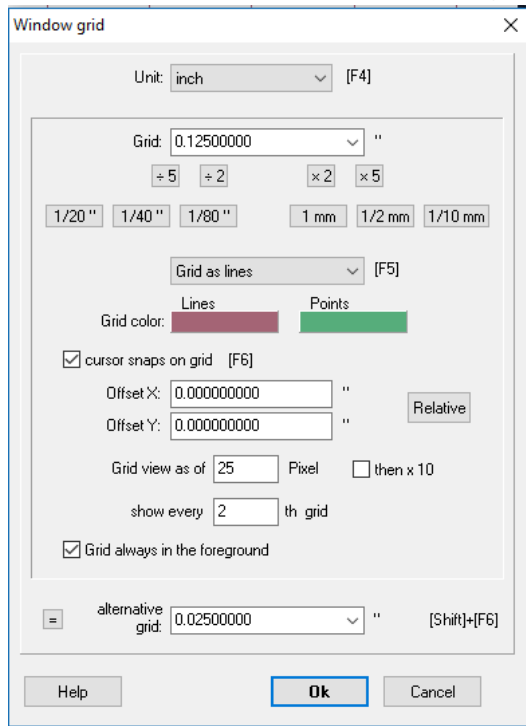 Window grid
Unit: inch [F4]
Grid: 0.12500000 "
÷ 5 ÷ 2 × 2 × 5
1/20 " 1/40 " 1/80 " 1 mm 1/2 mm 1/10 mm
Grid as lines [F5]
Lines Points
Grid color:
cursor snaps on grid [F6]
Offset X: 0.000000000 "
Relative
Offset Y: 0.000000000 "
Grid view as of 25 Pixel then x 10
show every 2 th grid
Grid always in the foreground
= alternative grid: 0.02500000 " [Shift]+[F6]
Help Ok Cancel